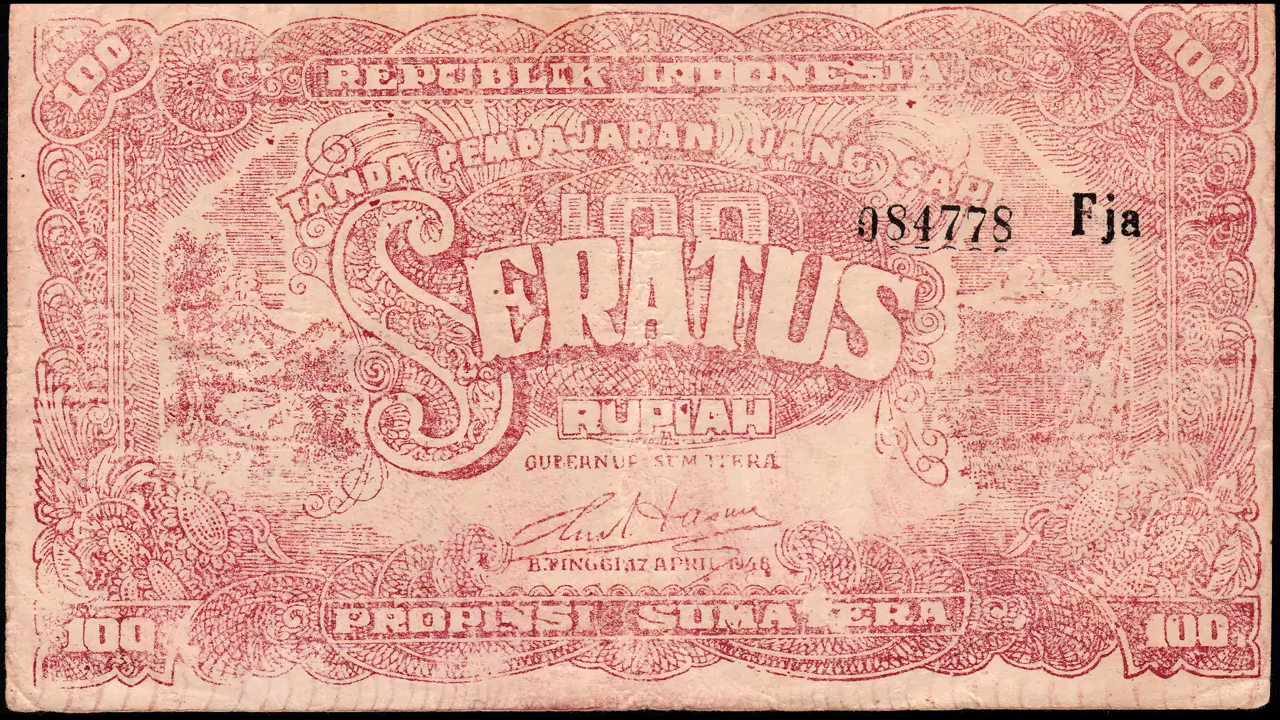 100 100
REPUBLIK INDONESIA
TANDA PEMBAJARAN JANG SAH
100
084778 Fja
SERATUS
RUPIAH
GUBERNUR SUMATERA
B.TINGGI 17 APRIL 1948
100 PROPINSI SUMATERA 100